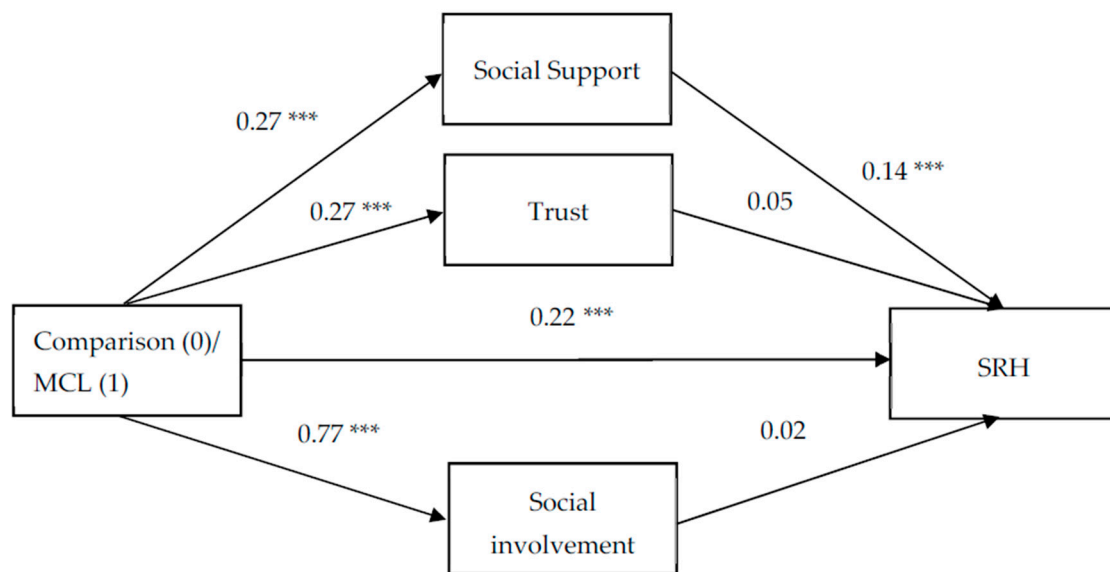 Social Support
0.27 ***
0.14 ***
0.27 ***
Trust
0.05
Comparison (0)/
MCL (1)
0.22 ***
SRH
0.77 ***
0.02
Social
involvement